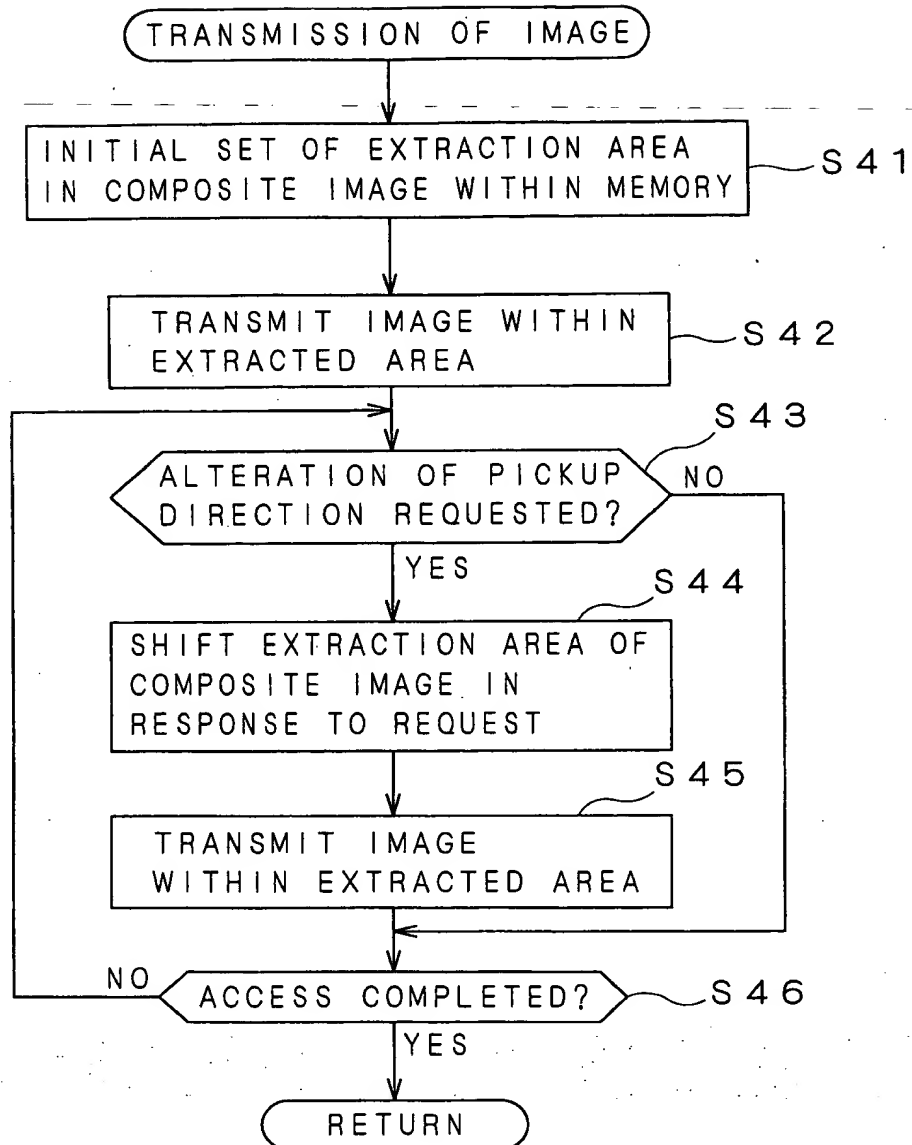 TRANSMISSION OF IMAGE
INITIAL SET OF EXTRACTION AREA
IN COMPOSITE IMAGE WITHIN MEMORY
S41
TRANSMIT IMAGE WITHIN
EXTRACTED AREA
S42
S43
ALTERATION OF PICKUP
DIRECTION REQUESTED?
NO
YES
S44
SHIFT EXTRACTION AREA OF
COMPOSITE IMAGE IN
RESPONSE TO REQUEST
S45
TRANSMIT IMAGE
WITHIN EXTRACTED AREA
NO
ACCESS COMPLETED?
S46
YES
RETURN